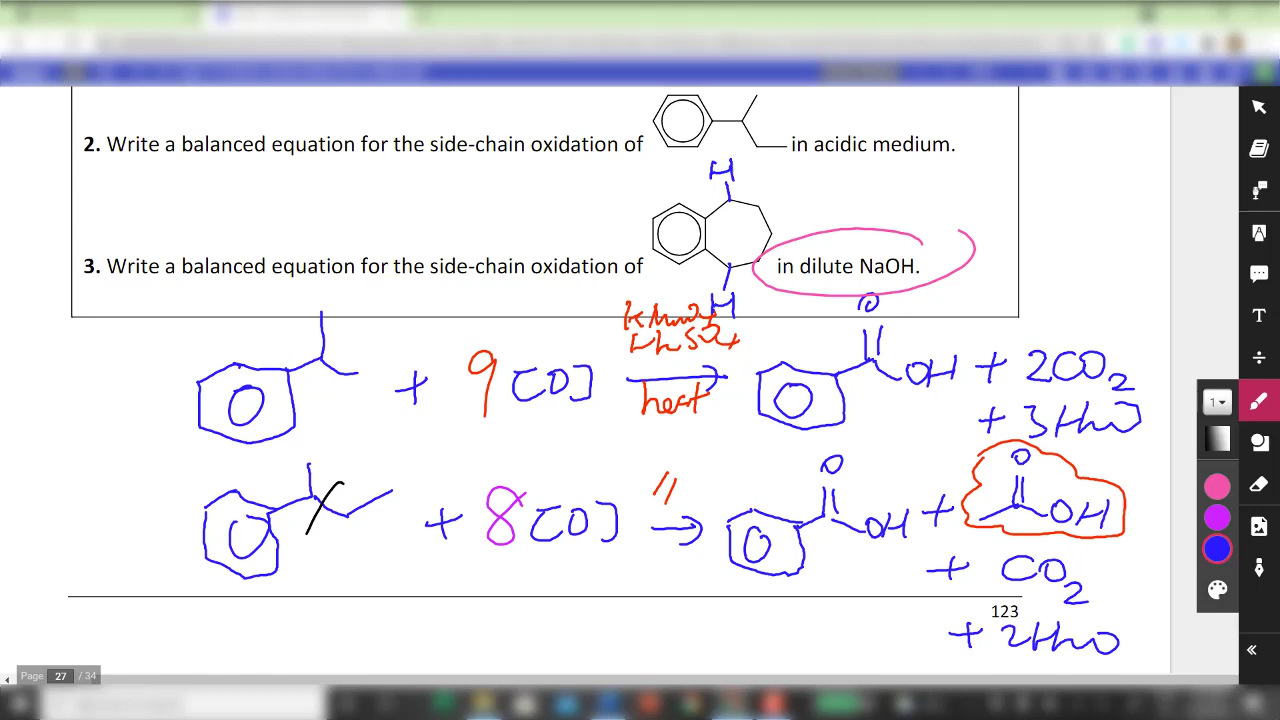 2. Write a balanced equation for the side-chain oxidation of in acidic medium.
H
3. Write a balanced equation for the side-chain oxidation of in dilute NaOH.
H
KMnO4
H2SO4
heat
+ 9 [O] → O OH + 2CO2
+ 3H2O
+ 8 [O] " → O OH + O OH
+ CO2
123
+ 2H2O
Page 27 / 34
1
T